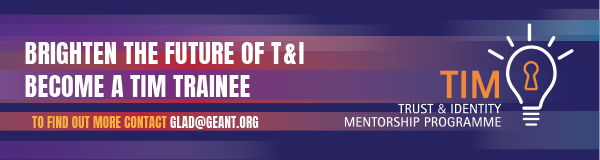 BRIGHTEN THE FUTURE OF T&I
BECOME A TIM TRAINEE
TO FIND OUT MORE CONTACT GLAD@GEANT.ORG
TIM
TRUST & IDENTITY
MENTORSHIP PROGRAMME